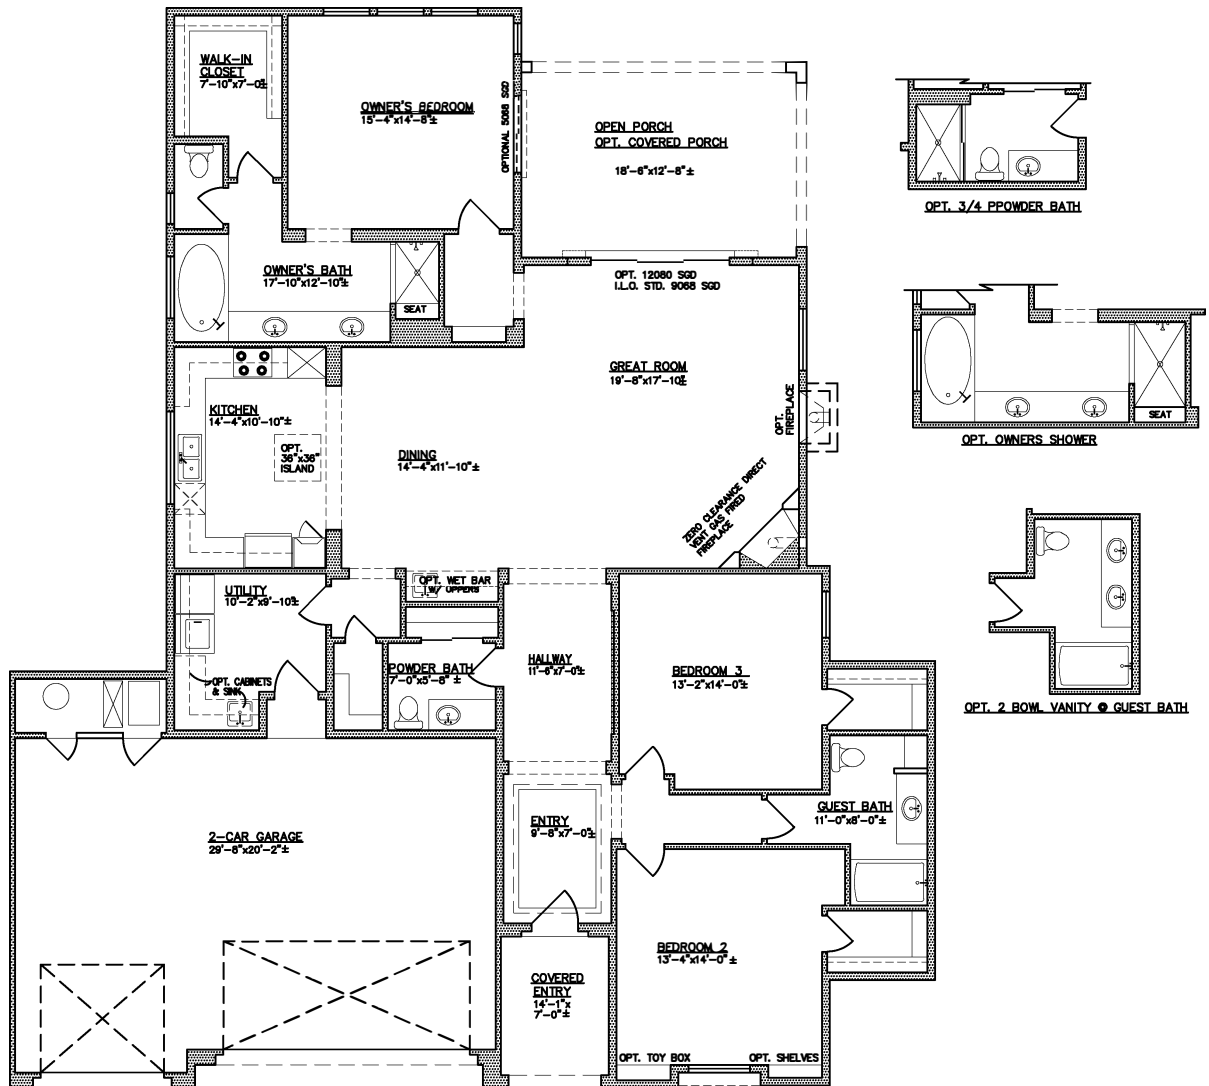 WALK-IN
CLOSET
7'-10"x7'-0"±
OWNER'S BEDROOM
15'-4"x14'-8"±
OPTIONAL 5068 SGD
OPEN PORCH
OPT. COVERED PORCH
18'-6"x12'-8"±
OPT. 3/4 PPOWDER BATH
OWNER'S BATH
17'-10"x12'-10"±
SEAT
OPT. 12080 SGD
I.L.O. STD. 9068 SGD
GREAT ROOM
19'-8"x17'-10"±
OPT.
FIREPLACE
SEAT
OPT. OWNERS SHOWER
KITCHEN
14'-4"x10'-10"±
OPT.
36"x36"
ISLAND
DINING
14'-4"x11'-10"±
ZERO CLEARANCE DIRECT
VENT GAS FIRED
FIREPLACE
UTILITY
10'-2"x9'-10"±
OPT. WET BAR
W/ UPPERS
OPT. CABINETS
& SINK
POWDER BATH
7'-0"x5'-8" ±
HALLWAY
11'-6"x7'-0"±
BEDROOM 3
13'-2"x14'-0"±
OPT. 2 BOWL VANITY @ GUEST BATH
2-CAR GARAGE
29'-8"x20'-2"±
ENTRY
9'-8"x7'-0"±
GUEST BATH
11'-0"x8'-0"±
BEDROOM 2
13'-4"x14'-0"±
COVERED
ENTRY
14'-1"x
7'-0"±
OPT. TOY BOX
OPT. SHELVES